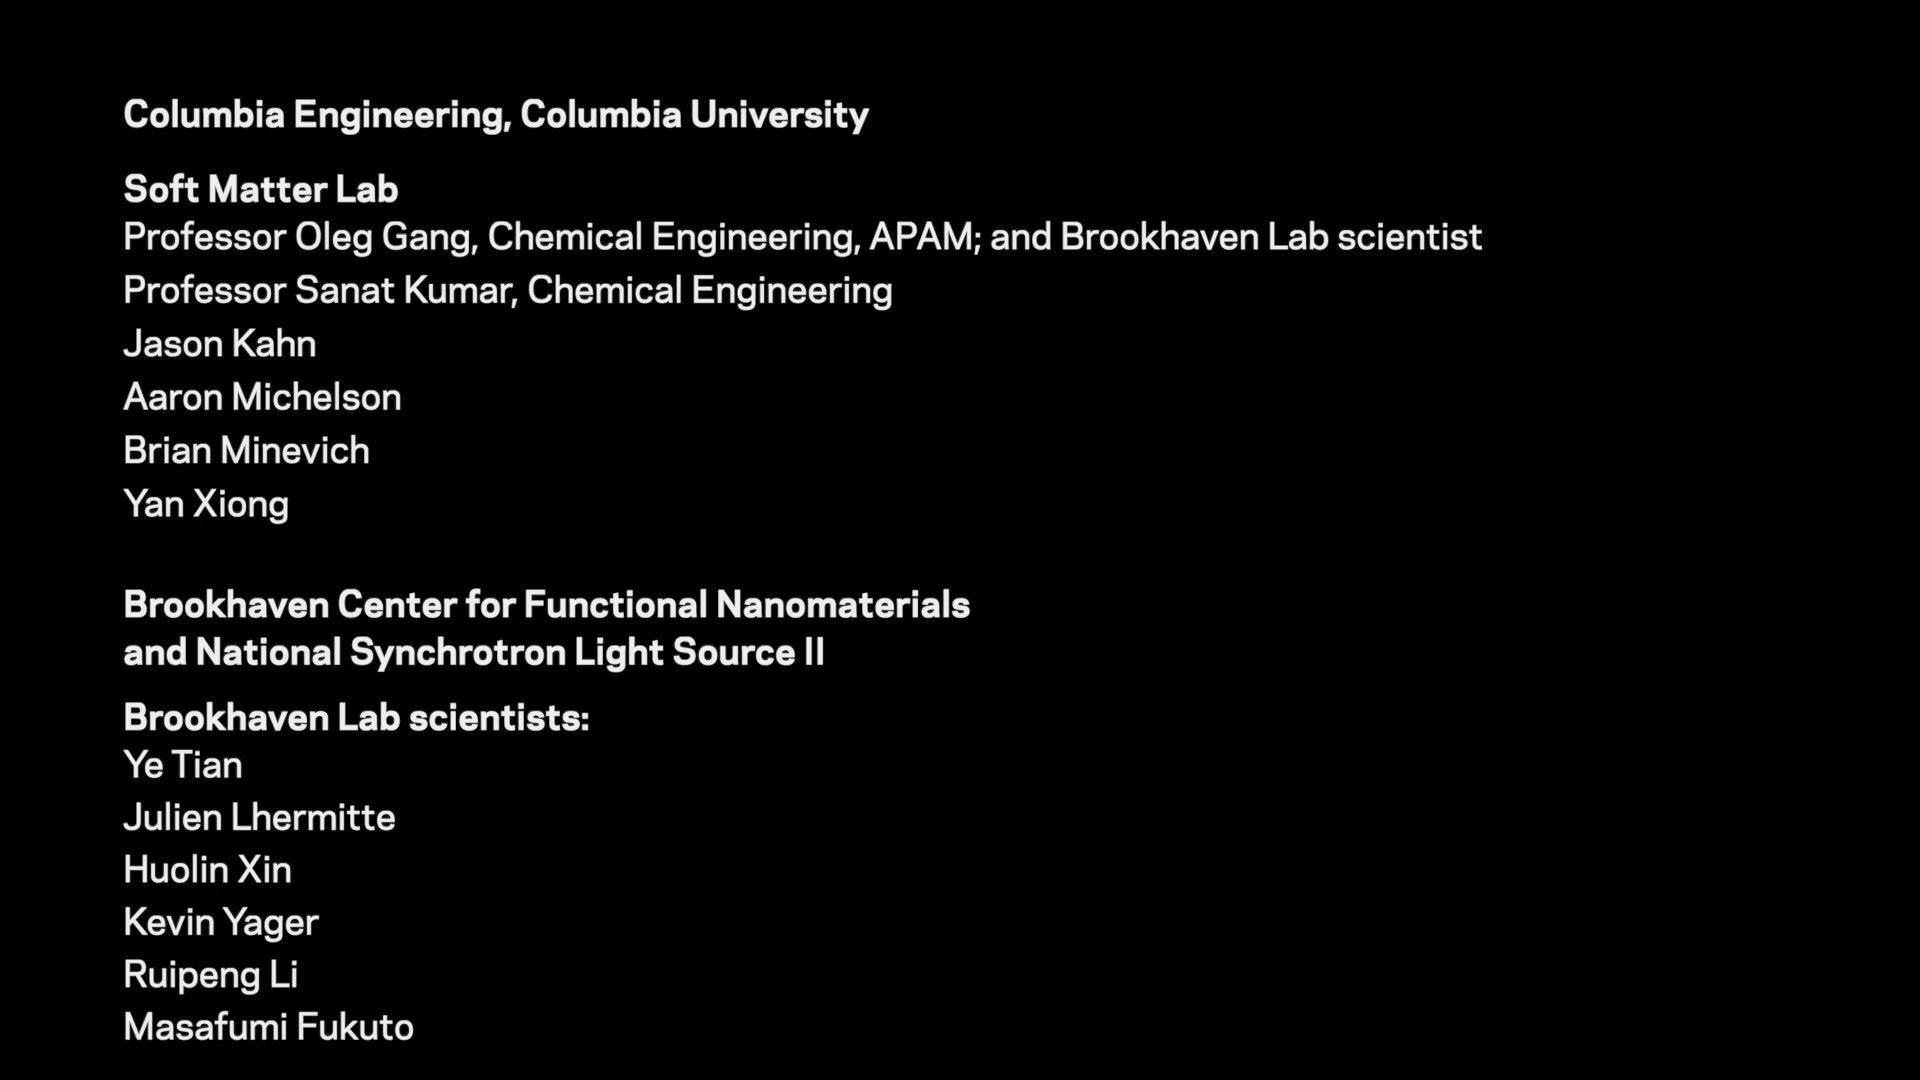 Columbia Engineering, Columbia University
Soft Matter Lab
Professor Oleg Gang, Chemical Engineering, APAM; and Brookhaven Lab scientist
Professor Sanat Kumar, Chemical Engineering
Jason Kahn
Aaron Michelson
Brian Minevich
Yan Xiong
Brookhaven Center for Functional Nanomaterials
and National Synchrotron Light Source II
Brookhaven Lab scientists:
Ye Tian
Julien Lhermitte
Huolin Xin
Kevin Yager
Ruipeng Li
Masafumi Fukuto